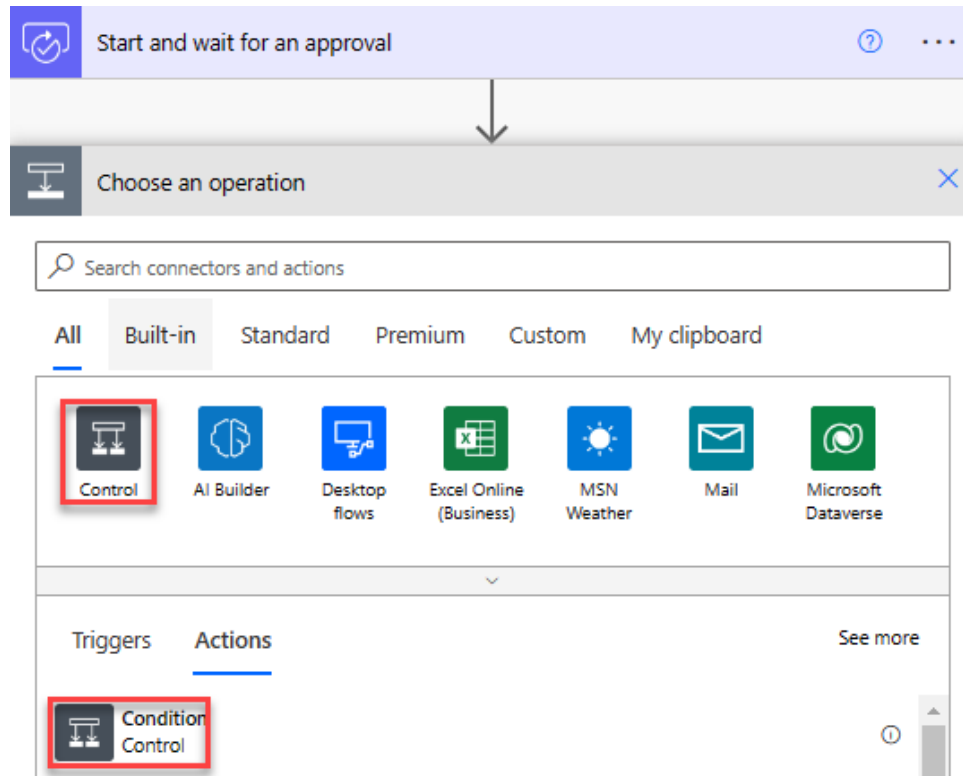 Start and wait for an approval
Choose an operation
Search connectors and actions
All Built-in Standard Premium Custom My clipboard
Control AI Builder Desktop flows Excel Online (Business) MSN Weather Mail Microsoft Dataverse
Triggers Actions See more
Condition
Control